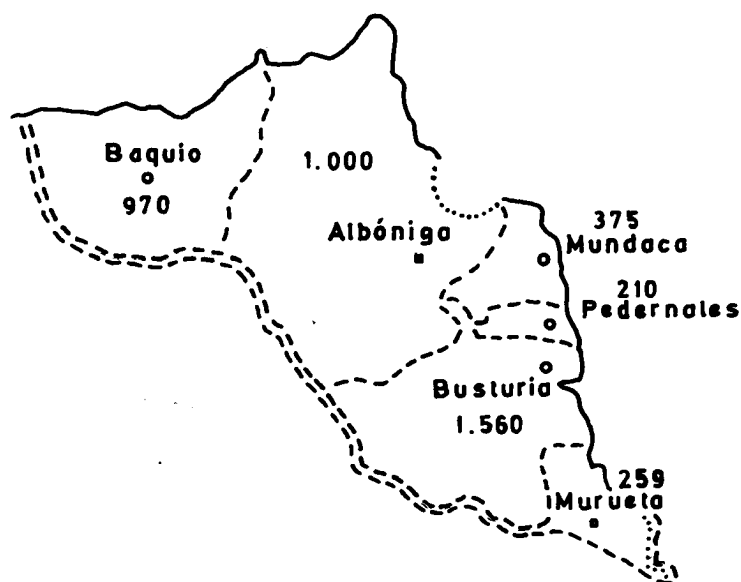 Baquio
970
1.000
Albóniga
375
Mundaca
210
Pedernales
Busturia
1.560
259
Murueta